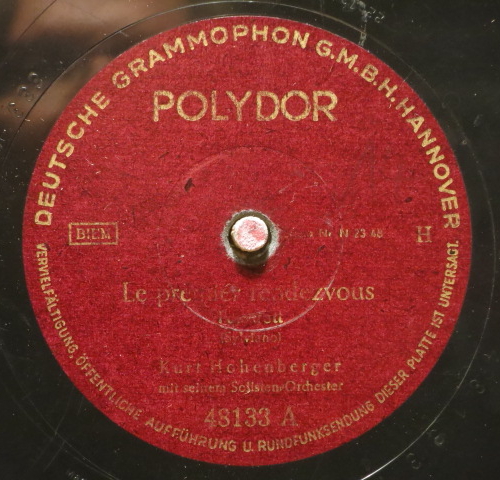 DEUTSCHE GRAMMOPHON G.M.B.H. HANNOVER
POLYDOR
BIEM
H
Le premier rendezvous
Foxtrott
Kurt Hohenberger
mit seinem Solisten-Orchester
48133 A
VERVIELFÄLTIGUNG, ÖFFENTLICHE AUFFÜHRUNG U. RUNDFUNKSENDUNG DIESER PLATTE IST UNTERSAGT.